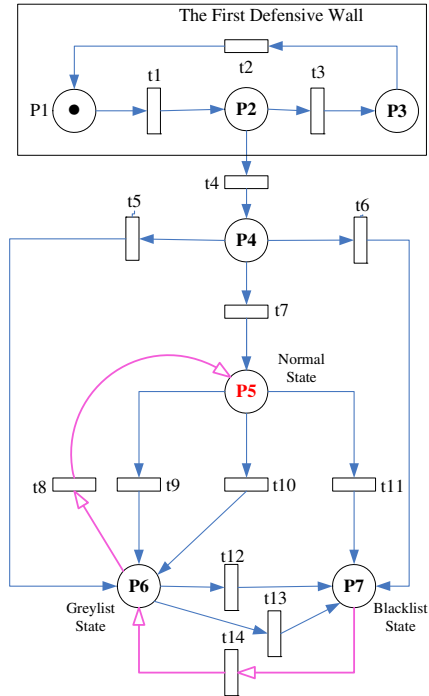 The First Defensive Wall
t2
t1
t3
P1
P2
P3
t4
t5
t6
P4
t7
Normal
State
P5
t8
t9
t10
t11
t12
P6
P7
Greylist
State
t13
Blacklist
State
t14